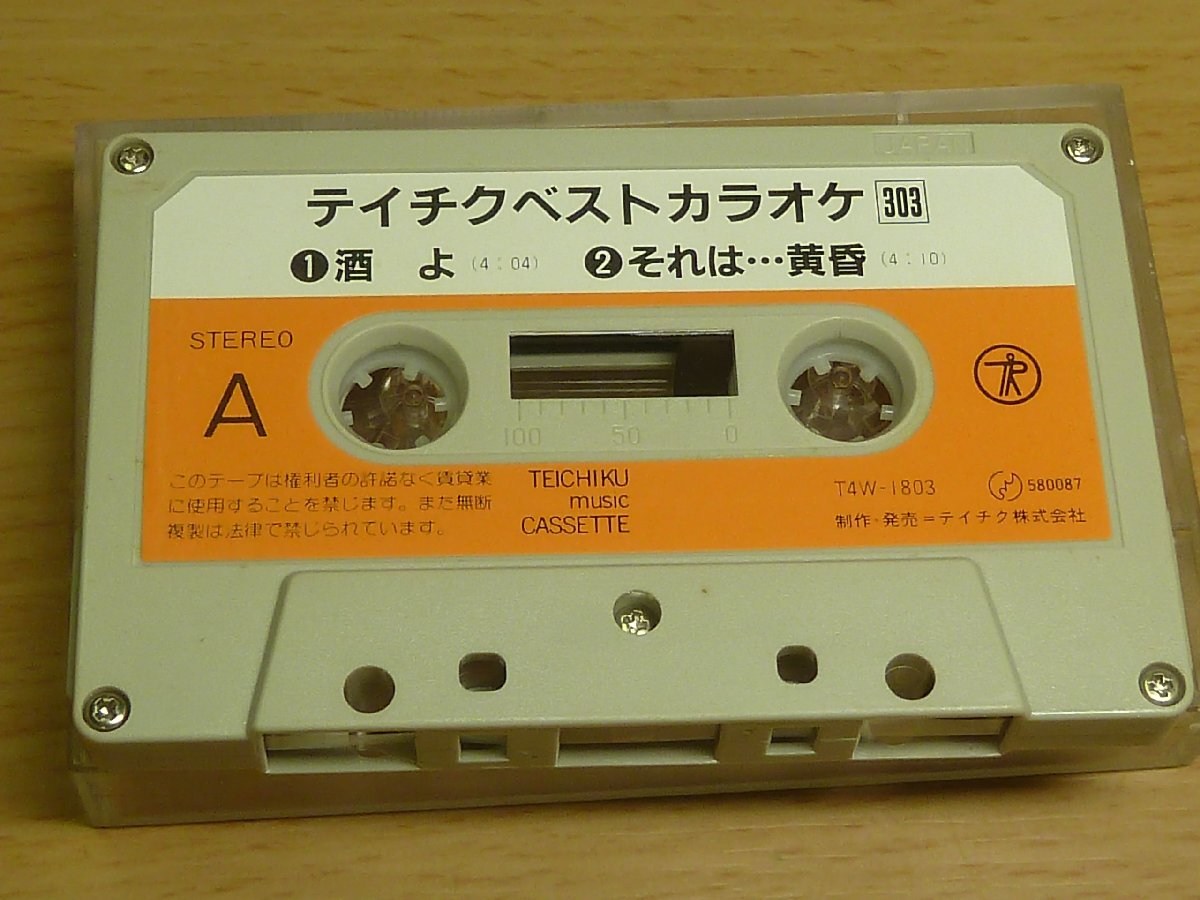 JAPAN
テイチクベストカラオケ 303
❶酒 よ (4:04) ❷それは…黄昏 (4:10)
STEREO
A
100 50 0
このテープは権利者の許諾なく賃貸業
に使用することを禁じます。また無断
複製は法律で禁じられています。
TEICHIKU
music
CASSETTE
T4W-1803 580087
制作・発売=テイチク株式会社